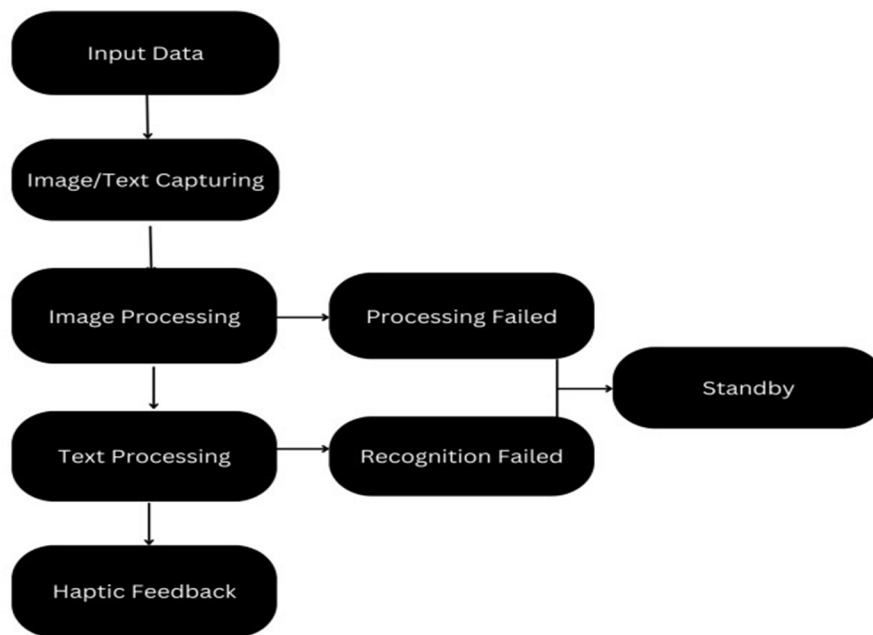 Input Data
Image/Text Capturing
Image Processing
Processing Failed
Standby
Text Processing
Recognition Failed
Haptic Feedback